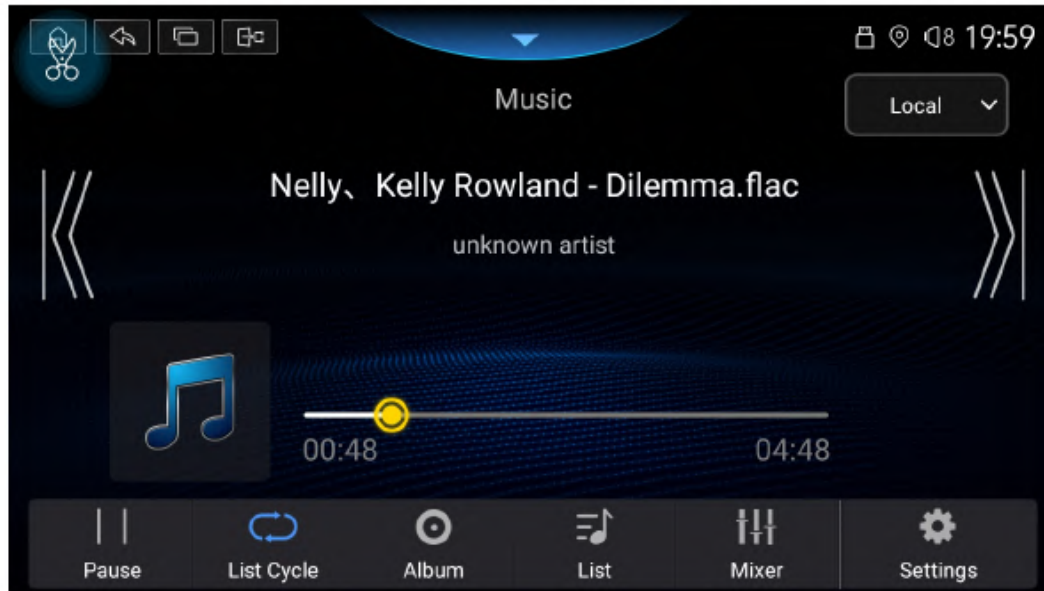 8 19:59
Music
Local
Nelly、Kelly Rowland - Dilemma.flac
unknown artist
00:48
04:48
Pause
List Cycle
Album
List
Mixer
Settings